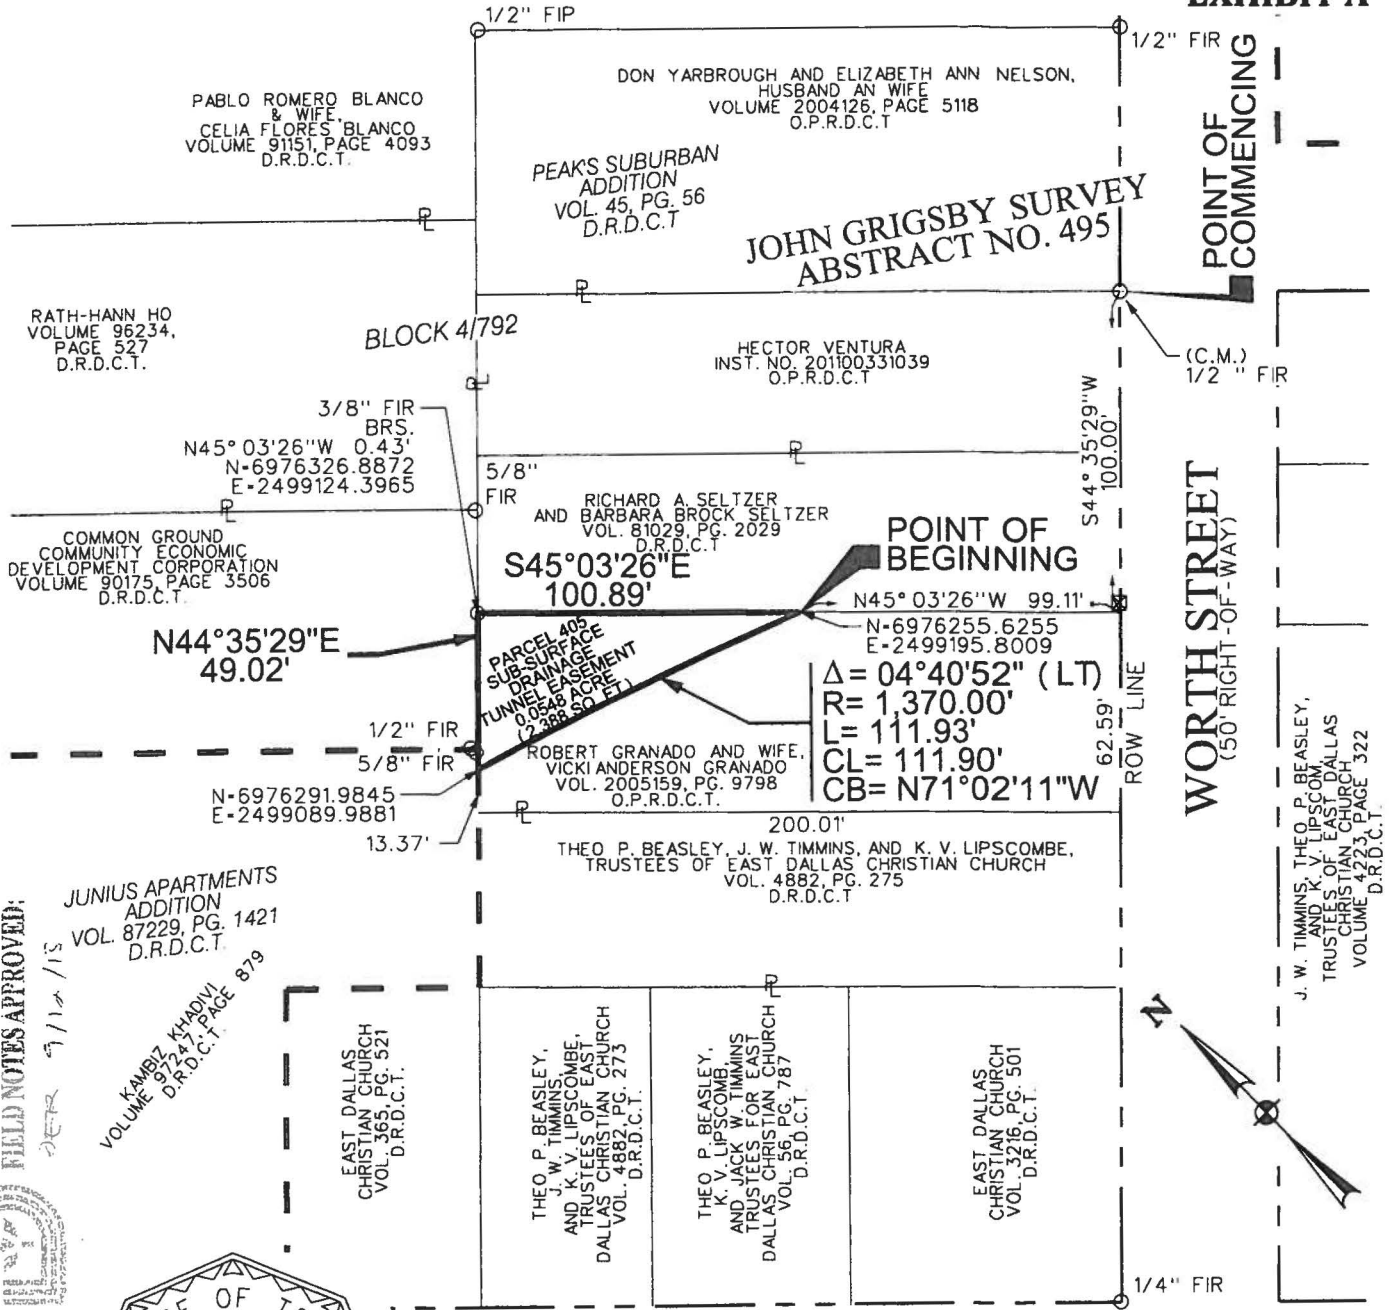 EXHIBIT A
1/2" FIP
1/2" FIR
POINT OF
COMMENCING
PABLO ROMERO BLANCO
& WIFE,
CELIA FLORES BLANCO
VOLUME 91151, PAGE 4093
D.R.D.C.T.
DON YARBROUGH AND ELIZABETH ANN NELSON,
HUSBAND AN WIFE
VOLUME 2004126, PAGE 5118
O.P.R.D.C.T
PEAK'S SUBURBAN
ADDITION
VOL. 45, PG. 56
D.R.D.C.T
JOHN GRIGSBY SURVEY
ABSTRACT NO. 495
PL
PL
RATH-HANN HO
VOLUME 96234,
PAGE 527
D.R.D.C.T.
BLOCK 4/792
HECTOR VENTURA
INST. NO. 201100331039
O.P.R.D.C.T
(C.M.)
1/2 " FIR
PL
S44° 35'29"W
100.00'
3/8" FIR
BRS.
N45° 03'26"W 0.43'
N-6976326.8872
E-2499124.3965
PL
5/8"
FIR
PL
COMMON GROUND
COMMUNITY ECONOMIC
DEVELOPMENT CORPORATION
VOLUME 90175, PAGE 3506
D.R.D.C.T.
RICHARD A. SELTZER
AND BARBARA BROCK SELTZER
VOL. 81029, PG. 2029
D.R.D.C.T
POINT OF
BEGINNING
S45°03'26"E
100.89'
N45° 03'26"W 99.11'
N-6976255.6255
E-2499195.8009
N44°35'29"E
49.02'
PARCEL 405
SUB-SURFACE
DRAINAGE
TUNNEL EASEMENT
0.0548 ACRE
(2,388 SQ. FT.)
Δ= 04°40'52" (LT)
R= 1,370.00'
L= 111.93'
CL= 111.90'
CB= N71°02'11"W
62.59'
ROW LINE
WORTH STREET
(50' RIGHT-OF-WAY)
1/2" FIR
5/8" FIR
N-6976291.9845
E-2499089.9881
13.37'
ROBERT GRANADO AND WIFE,
VICKI ANDERSON GRANADO
VOL. 2005159, PG. 9798
O.P.R.D.C.T.
PL
200.01'
THEO P. BEASLEY, J. W. TIMMINS, AND K. V. LIPSCOMBE,
TRUSTEES OF EAST DALLAS CHRISTIAN CHURCH
VOL. 4882, PG. 275
D.R.D.C.T
J. W. TIMMINS, THEO P. BEASLEY,
AND K. V. LIPSCOM,
TRUSTEES OF EAST DALLAS
CHRISTIAN CHURCH
VOLUME 4223, PAGE 322
D.R.D.C.T.
JUNIUS APARTMENTS
ADDITION
VOL. 87229, PG. 1421
D.R.D.C.T.
KAMBIZ KHADIVI
VOLUME 97247, PAGE 879
D.R.D.C.T.
FIELD NOTES APPROVED:
PL
EAST DALLAS
CHRISTIAN CHURCH
VOL. 365, PG. 521
D.R.D.C.T.
THEO P. BEASLEY,
J. W. TIMMINS,
AND K. V. LIPSCOMBE,
TRUSTEES OF EAST
DALLAS CHRISTIAN CHURCH
VOL. 4882, PG. 273
D.R.D.C.T.
THEO P. BEASLEY,
K. V. LIPSCOMB,
AND JACK W. TIMMINS
TRUSTEES FOR EAST
DALLAS CHRISTIAN CHURCH
VOL. 56, PG. 787
D.R.D.C.T.
EAST DALLAS
CHRISTIAN CHURCH
VOL. 3216, PG. 501
D.R.D.C.T.
N
1/4" FIR
OF